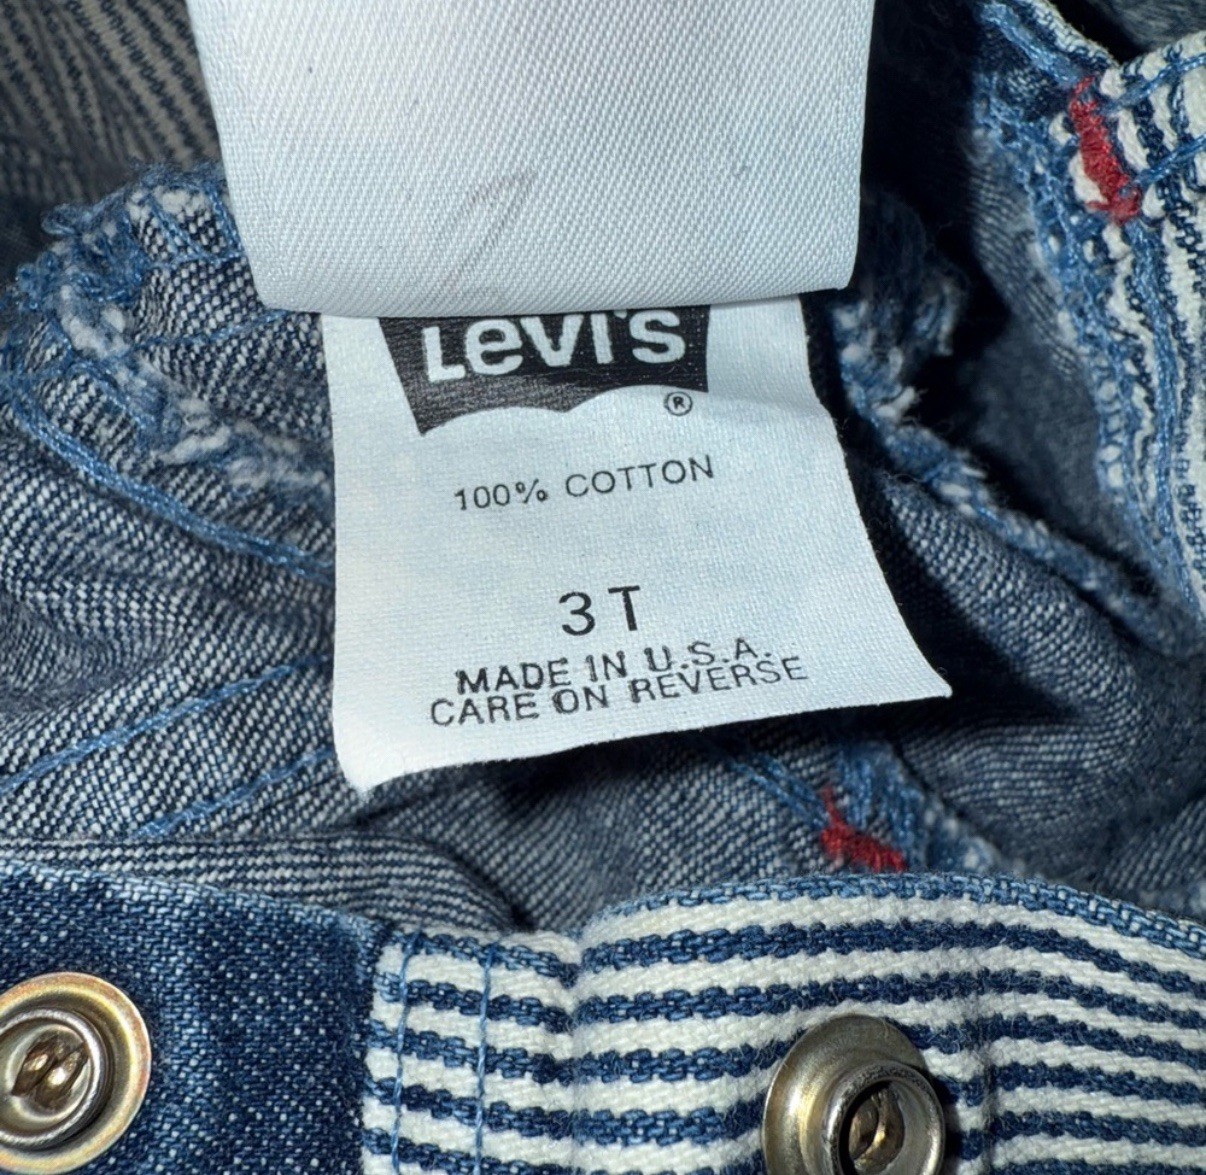 Levi's
®
100% COTTON
3T
MADE IN U.S.A.
CARE ON REVERSE